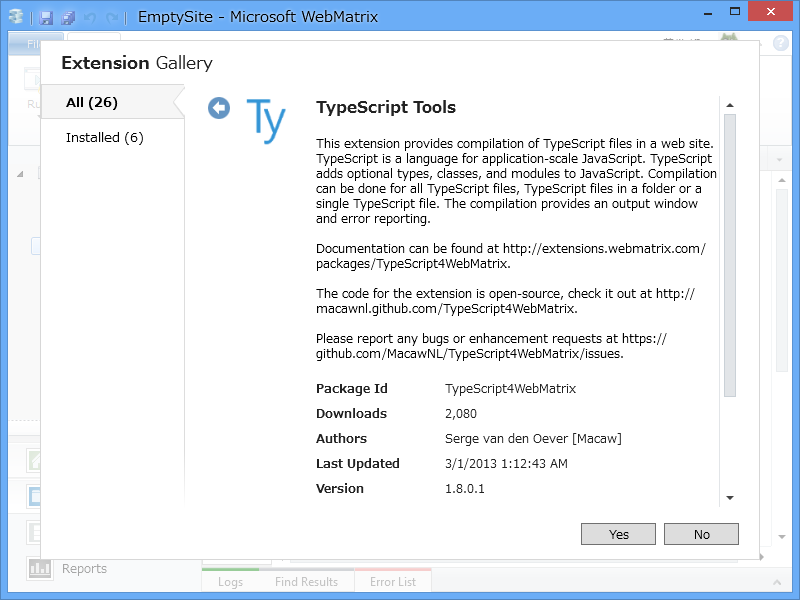 EmptySite - Microsoft WebMatrix
Extension Gallery
All (26)
Installed (6)
Ty
TypeScript Tools
This extension provides compilation of TypeScript files in a web site.
TypeScript is a language for application-scale JavaScript. TypeScript
adds optional types, classes, and modules to JavaScript. Compilation
can be done for all TypeScript files, TypeScript files in a folder or a
single TypeScript file. The compilation provides an output window
and error reporting.
Documentation can be found at http://extensions.webmatrix.com/
packages/TypeScript4WebMatrix.
The code for the extension is open-source, check it out at http://
macawnl.github.com/TypeScript4WebMatrix.
Please report any bugs or enhancement requests at https://
github.com/MacawNL/TypeScript4WebMatrix/issues.
Package Id TypeScript4WebMatrix
Downloads 2,080
Authors Serge van den Oever [Macaw]
Last Updated 3/1/2013 1:12:43 AM
Version 1.8.0.1
Yes No
Reports
Logs Find Results Error List